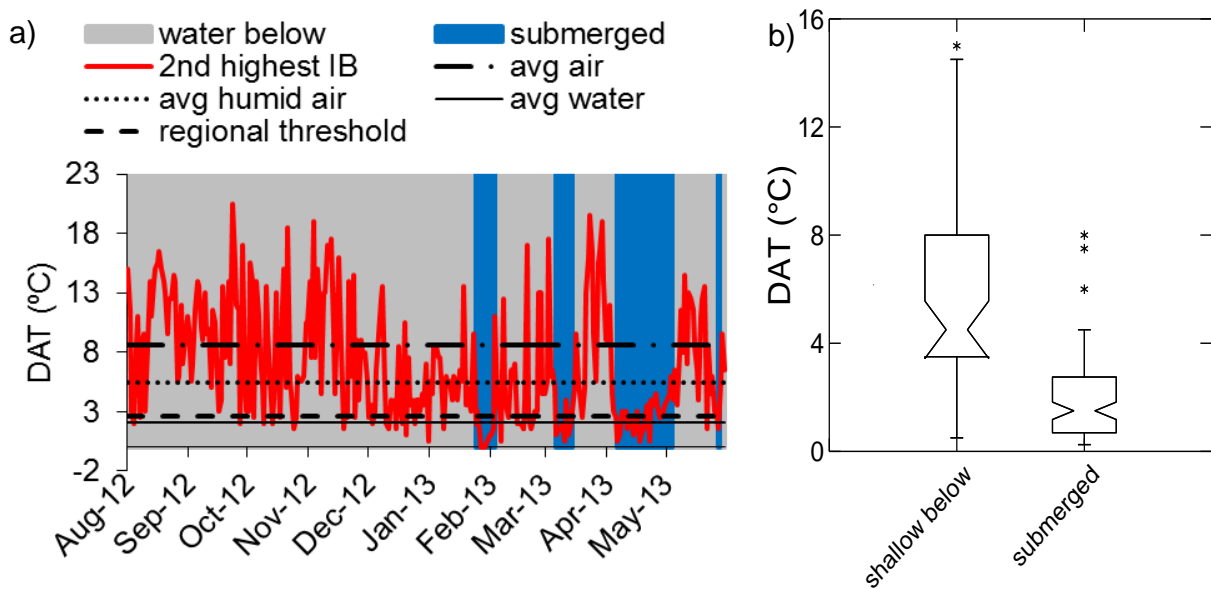 a)
water below
submerged
2nd highest IB
avg air
avg humid air
avg water
regional threshold
DAT (ºC)
23
18
13
8
3
-2
Aug-12
Sep-12
Oct-12
Nov-12
Dec-12
Jan-13
Feb-13
Mar-13
Apr-13
May-13
b)
DAT (°C)
16
12
8
4
0
shallow below
submerged